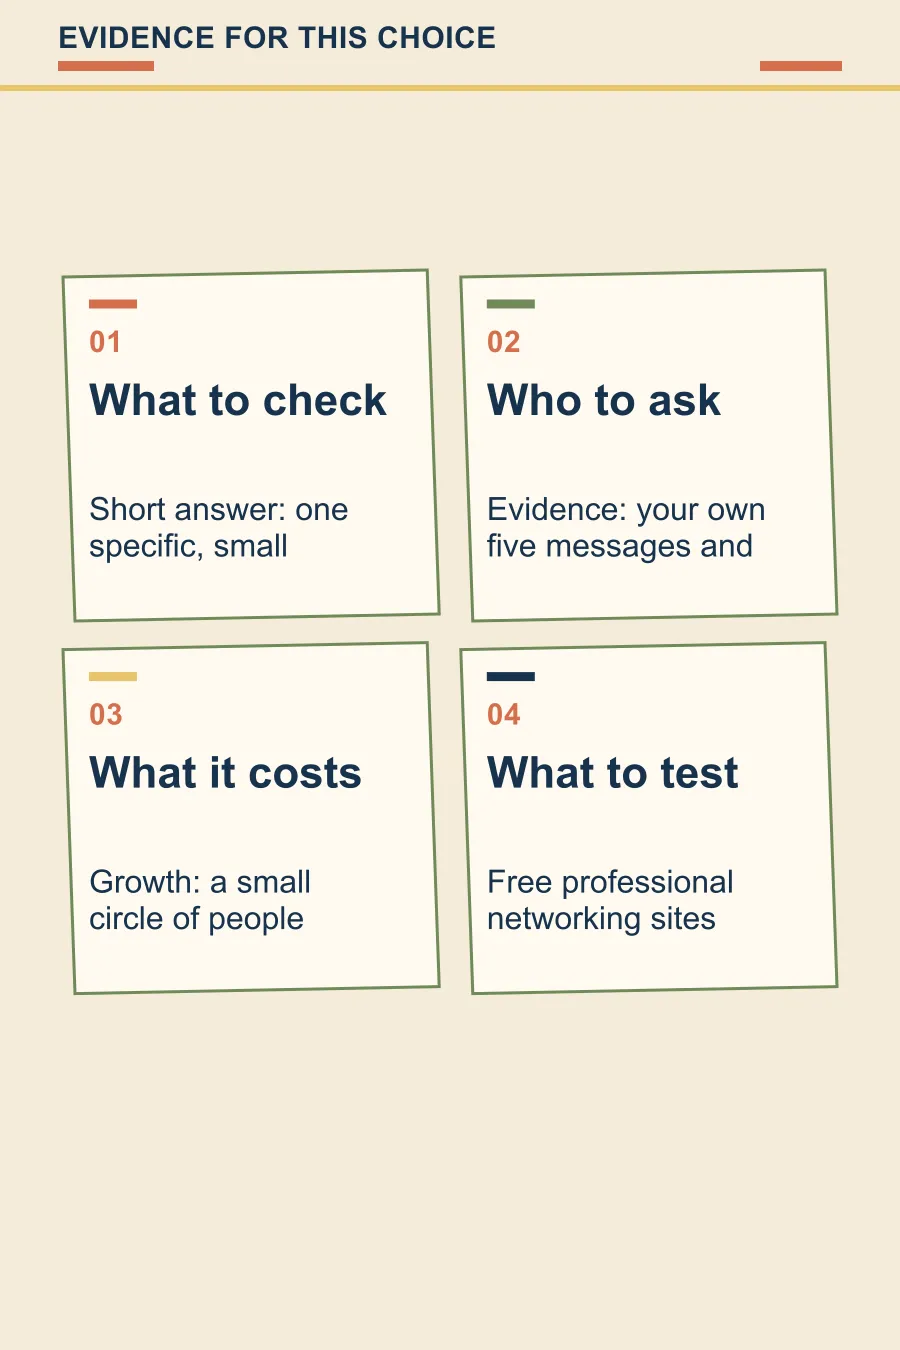 EVIDENCE FOR THIS CHOICE
01
What to check
Short answer: one
specific, small
02
Who to ask
Evidence: your own
five messages and
03
What it costs
Growth: a small
circle of people
04
What to test
Free professional
networking sites